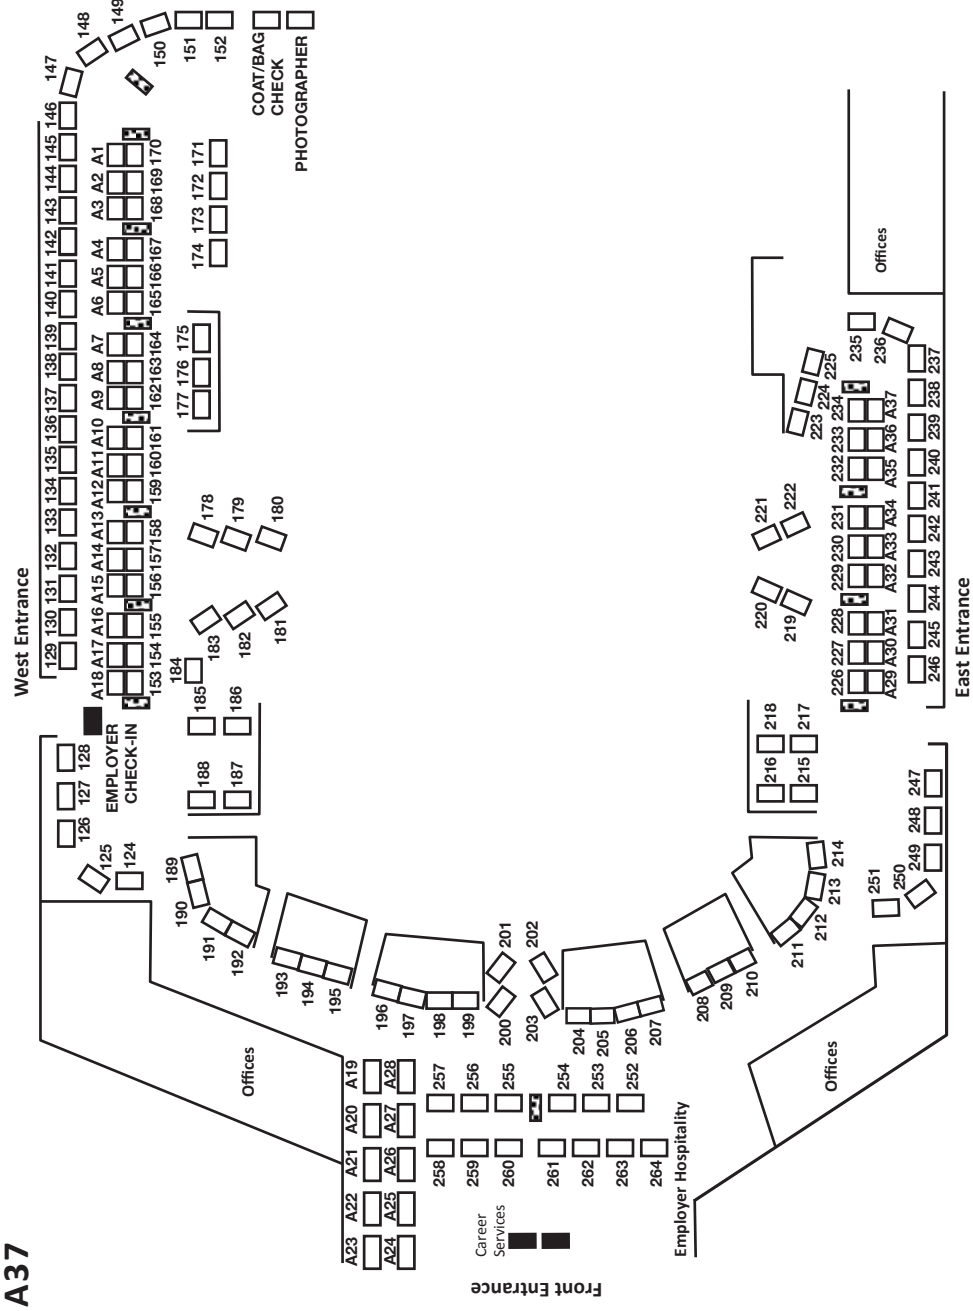 A37
West Entrance
147
148
149
150
151
152
COAT/BAG
CHECK
PHOTOGRAPHER
129
130
131
132
133
134
135
136
137
138
139
140
141
142
143
144
145
146
A18
A17
A16
A15
A14
A13
A12
A11
A10
A9
A8
A7
A6
A5
A4
A3
A2
A1
153
154
155
156
157
158
159
160
161
162
163
164
165
166
167
168
169
170
174
173
172
171
177
176
175
178
179
180
183
182
181
184
185
186
188
187
EMPLOYER
CHECK-IN
128
127
126
125
124
189
190
191
192
193
194
195
196
197
198
199
200
201
202
203
204
205
206
207
208
209
210
211
212
213
214
216
218
215
217
220
219
221
222
223
224
225
226
227
228
229
230
231
232
233
234
A29
A30
A31
A32
A33
A34
A35
A36
A37
235
236
237
238
239
240
241
242
243
244
245
246
East Entrance
Offices
247
248
249
250
251
Offices
Offices
A23
A22
A21
A20
A19
A24
A25
A26
A27
A28
257
256
255
254
253
252
258
259
260
261
262
263
264
Career
Services
Employer Hospitality
Front Entrance